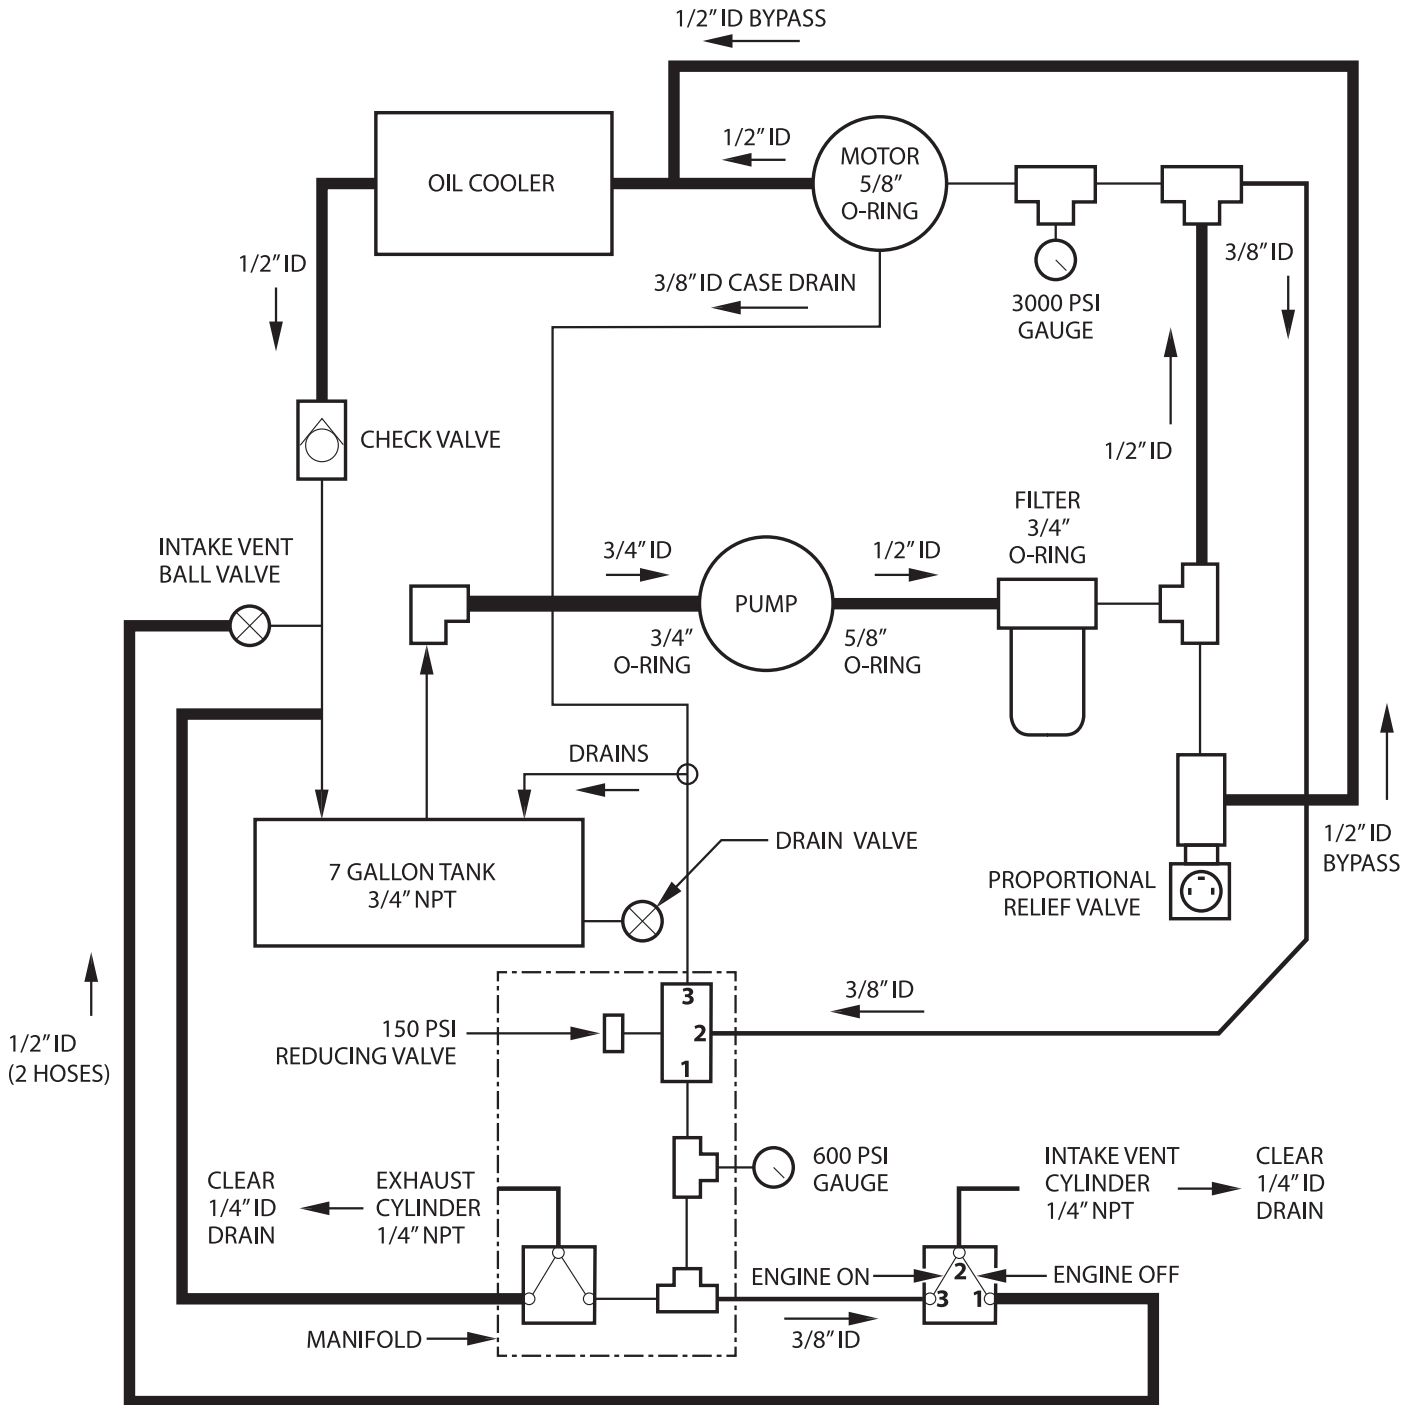 1/2” ID BYPASS
1/2” ID
OIL COOLER
MOTOR
5/8”
O-RING
1/2” ID
3/8” ID CASE DRAIN
3000 PSI
GAUGE
3/8” ID
CHECK VALVE
1/2” ID
FILTER
3/4”
O-RING
INTAKE VENT
BALL VALVE
3/4” ID
1/2” ID
PUMP
3/4”
O-RING
5/8”
O-RING
DRAINS
DRAIN VALVE
7 GALLON TANK
3/4” NPT
PROPORTIONAL
RELIEF VALVE
1/2” ID
BYPASS
3
2
1
3/8” ID
150 PSI
REDUCING VALVE
1/2” ID
(2 HOSES)
600 PSI
GAUGE
CLEAR
1/4” ID
DRAIN
EXHAUST
CYLINDER
1/4” NPT
INTAKE VENT
CYLINDER
1/4” NPT
CLEAR
1/4” ID
DRAIN
ENGINE ON
2
ENGINE OFF
3 1
MANIFOLD
3/8” ID